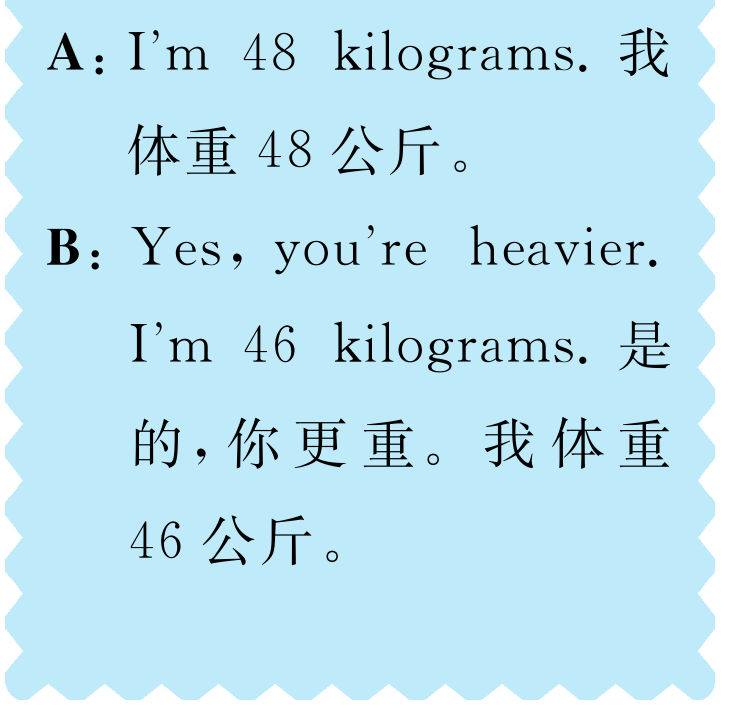 A: I'm 48 kilograms. 我
体重 48 公斤。
B: Yes, you're heavier.
I'm 46 kilograms. 是
的,你更重。我体重
46 公斤。